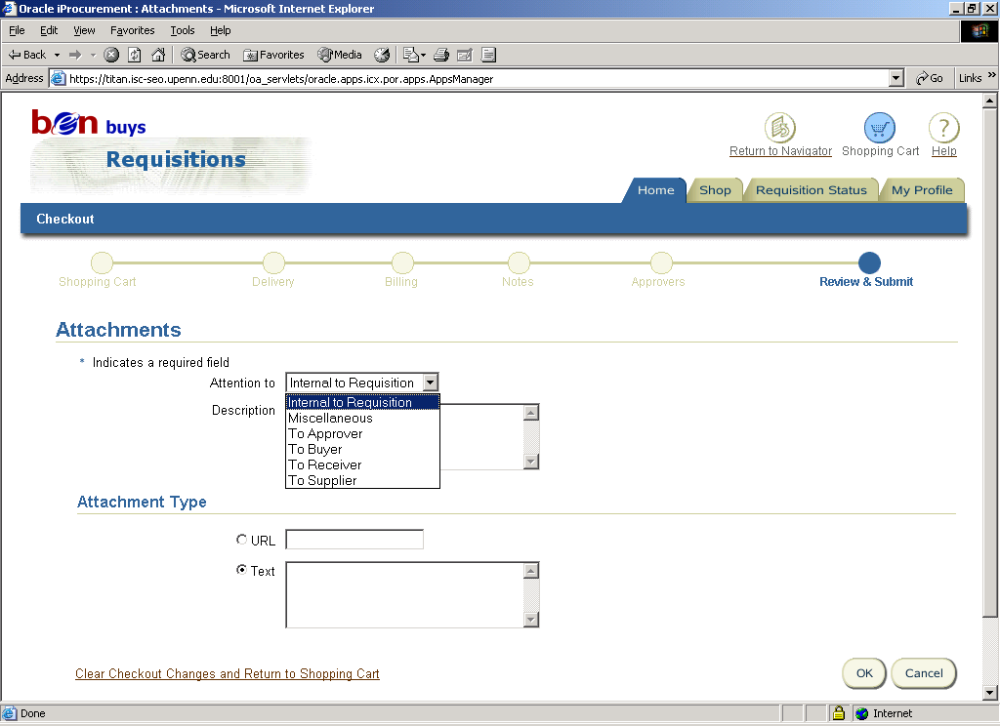 Oracle iProcurement : Attachments - Microsoft Internet Explorer
File Edit View Favorites Tools Help
Back Search Favorites Media
Address https://titan.isc-seo.upenn.edu:8001/oa_servlets/oracle.apps.icx.por.apps.AppsManager Go Links »
ben buys
Requisitions
Return to Navigator Shopping Cart ? Help
Home Shop Requisition Status My Profile
Checkout
Shopping Cart Delivery Billing Notes Approvers Review & Submit
Attachments
* Indicates a required field
Attention to Internal to Requisition
Internal to Requisition
Description
Miscellaneous
To Approver
To Buyer
To Receiver
To Supplier
Attachment Type
URL
Text
Clear Checkout Changes and Return to Shopping Cart OK Cancel
Done Internet